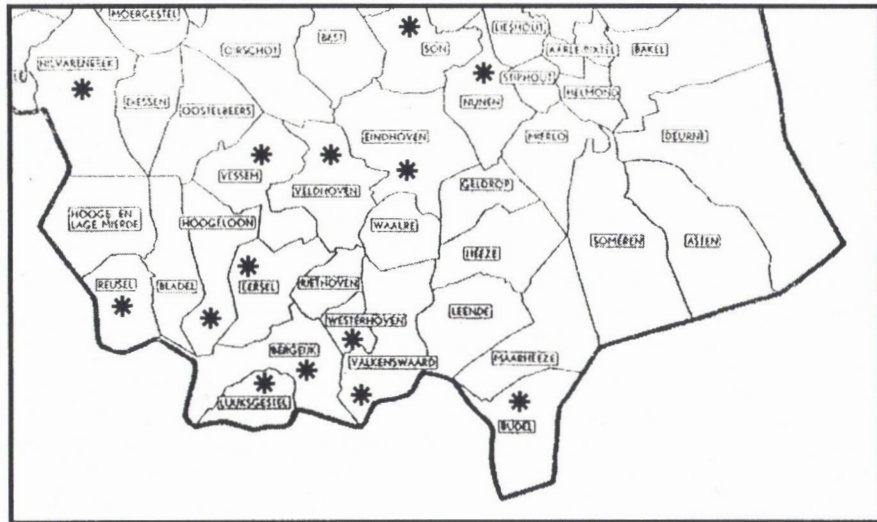 MOERGESTEL
OIRSCHOT
BEST
SON
LIESHOUT
AARLE-RIXTEL
BAKEL
HILVARENBEEK
STIPHOUT
NUNEN
HELMOND
DIESSEN
OOSTELBEERS
EINDHOVEN
MIERLO
DEURNE
VESSEM
VELDHOVEN
GELDROP
HOOGE EN
LAGE MIERDE
HOOGELOON
WAALRE
SOMEREN
ASTEN
HEEZE
REUSEL
BLADEL
EERSEL
RIETHOVEN
LEENDE
WESTERHOVEN
BERGEIJK
VALKENSWAARD
MAARHEEZE
LUIJKSGESTEL
BUDEL